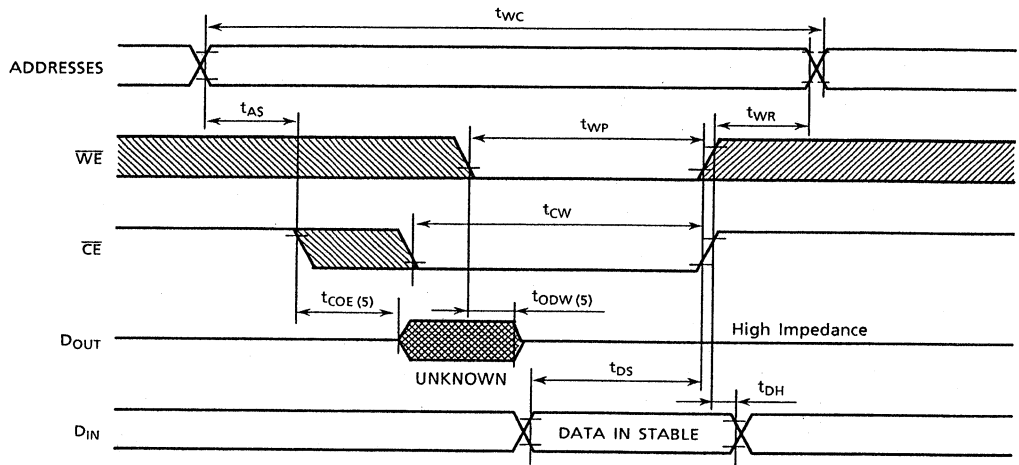 tWC
ADDRESSES
tAS
tWP
tWR
WE
tCW
CE
tCOE (5)
tODW (5)
DOUT
High Impedance
UNKNOWN
tDS
tDH
DIN
DATA IN STABLE